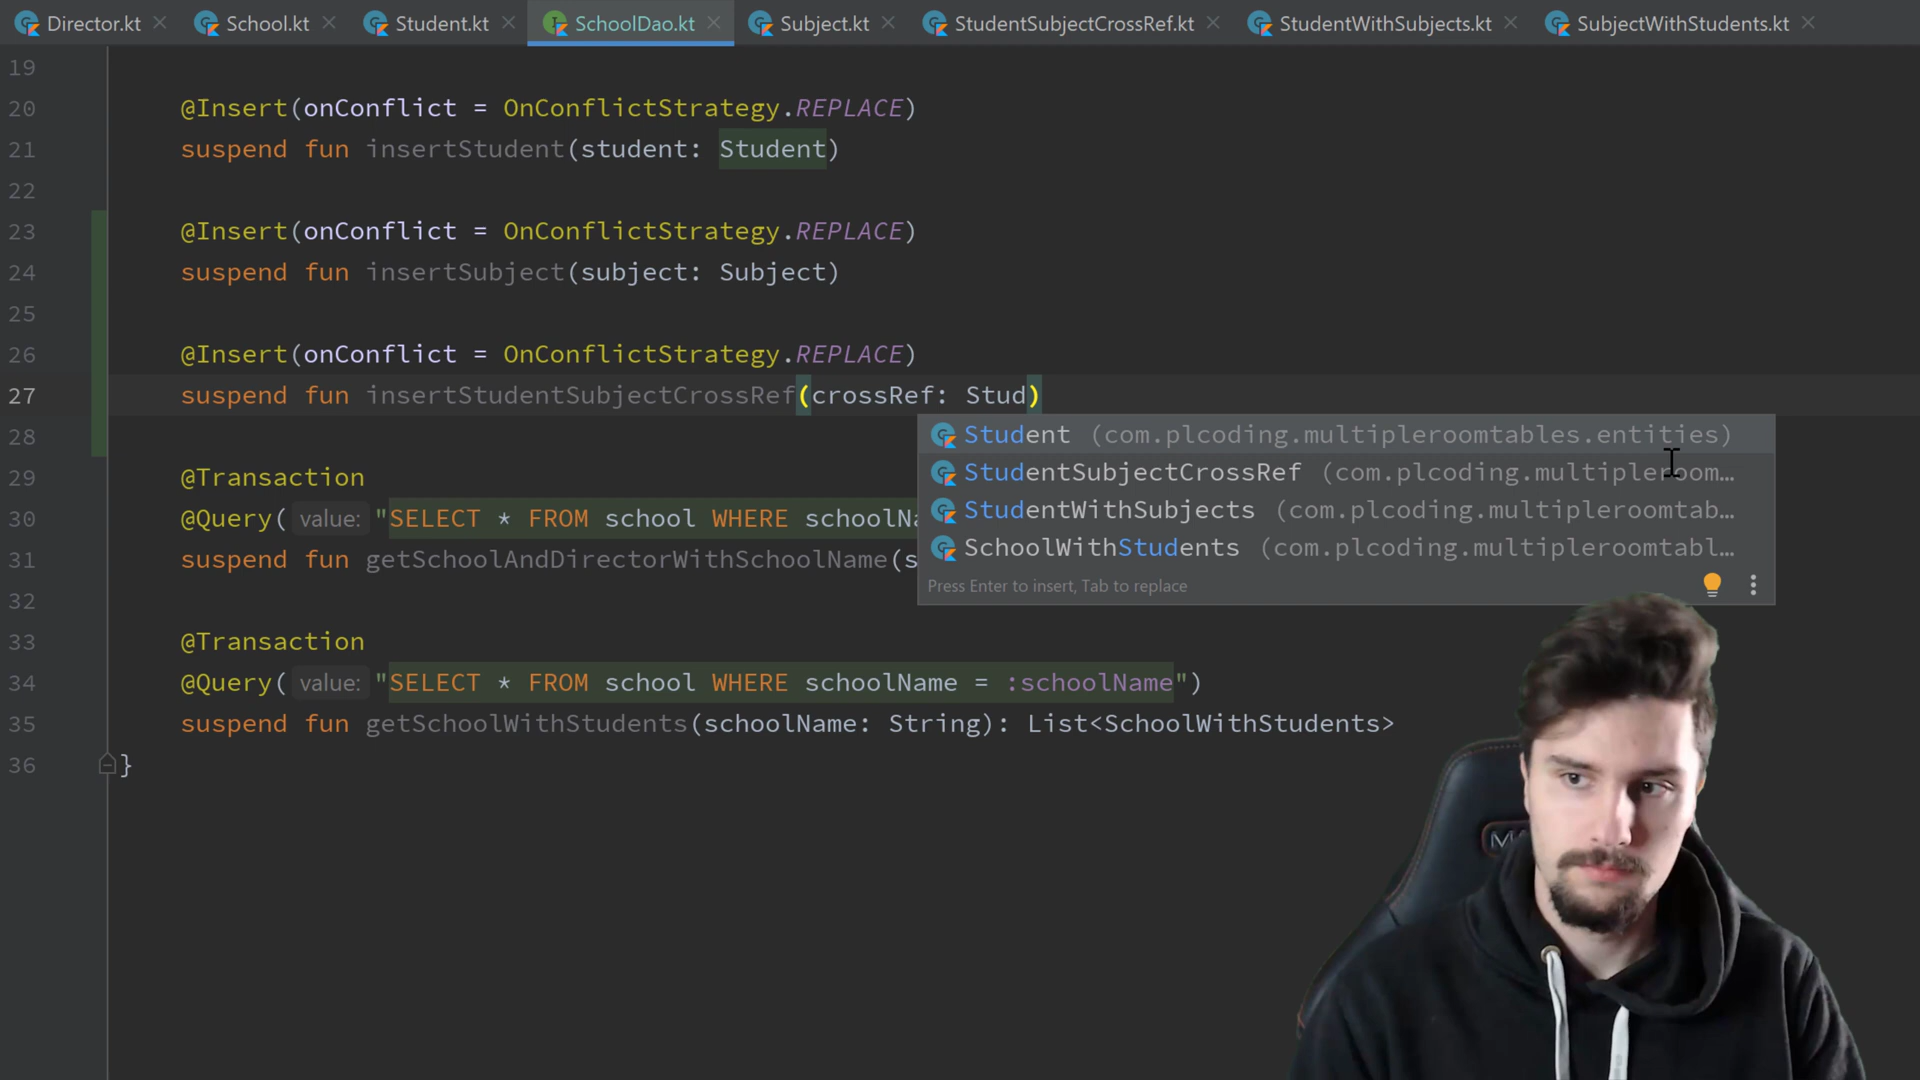 Director.kt School.kt Student.kt SchoolDao.kt Subject.kt StudentSubjectCrossRef.kt StudentWithSubjects.kt SubjectWithStudents.kt
19
20 @Insert(onConflict = OnConflictStrategy.REPLACE)
21 suspend fun insertStudent(student: Student)
22
23 @Insert(onConflict = OnConflictStrategy.REPLACE)
24 suspend fun insertSubject(subject: Subject)
25
26 @Insert(onConflict = OnConflictStrategy.REPLACE)
27 suspend fun insertStudentSubjectCrossRef(crossRef: Stud)
28
Student (com.plcoding.multipleroomtables.entities)
StudentSubjectCrossRef (com.plcoding.multipleroom…
StudentWithSubjects (com.plcoding.multipleroomtab…
SchoolWithStudents (com.plcoding.multipleroomtabl…
Press Enter to insert, Tab to replace
29 @Transaction
30 @Query( value: "SELECT * FROM school WHERE schoolNa
31 suspend fun getSchoolAndDirectorWithSchoolName(s
32
33 @Transaction
34 @Query( value: "SELECT * FROM school WHERE schoolName = :schoolName")
35 suspend fun getSchoolWithStudents(schoolName: String): List<SchoolWithStudents>
36 }